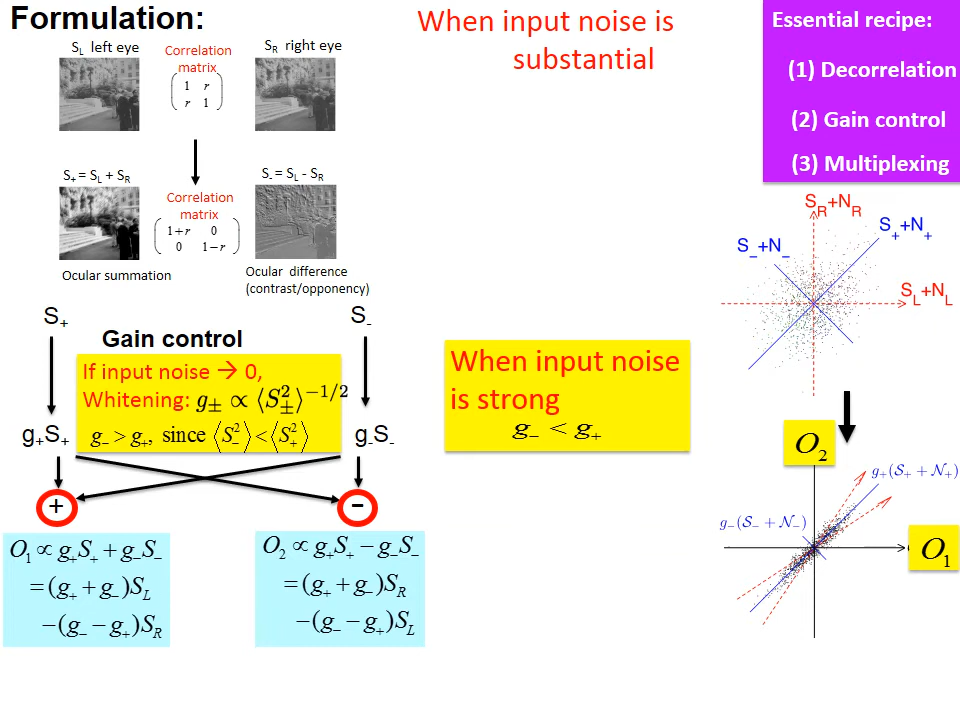 Formulation:
When input noise is
substantial
Essential recipe:
(1) Decorrelation
(2) Gain control
(3) Multiplexing
S_L left eye
Correlation
matrix
( 1 r
r 1 )
S_R right eye
S_+ = S_L + S_R
Correlation
matrix
( 1+r 0
0 1−r )
S_- = S_L - S_R
Ocular summation
Ocular difference
(contrast/opponency)
S_R+N_R
S_-+N_-
S_++N_+
S_L+N_L
S_+
S_-
Gain control
If input noise → 0,
Whitening: g_± ∝ ⟨S_±^2⟩^{−1/2}
g_- > g_+, since ⟨S_-^2⟩ < ⟨S_+^2⟩
When input noise
is strong
g_- < g_+
g_+S_+
g_-S_-
+
-
O_1 ∝ g_+S_+ + g_-S_-
= (g_+ + g_-)S_L
−(g_- − g_+)S_R
O_2 ∝ g_+S_+ − g_-S_-
= (g_+ + g_-)S_R
−(g_- − g_+)S_L
O_2
g_+(S_+ + N_+)
g_-(S_- + N_-)
O_1